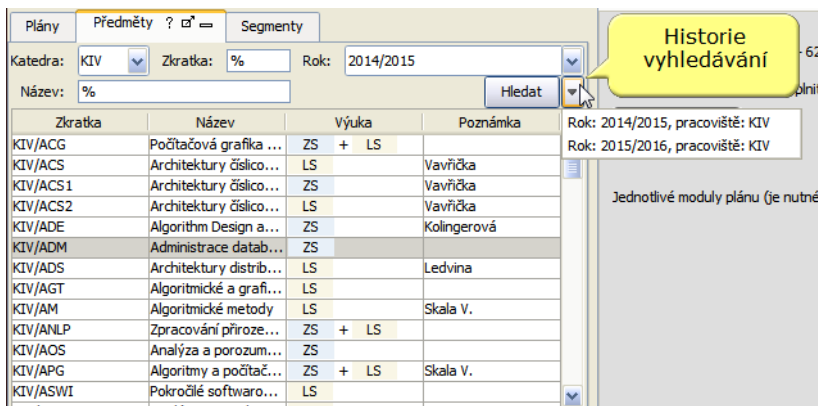 Plány Předměty ? Segmenty
Historie
vyhledávání
Katedra: KIV Zkratka: % Rok: 2014/2015
Název: % Hledat
Zkratka Název Výuka Poznámka
Rok: 2014/2015, pracoviště: KIV
Rok: 2015/2016, pracoviště: KIV
KIV/ACG Počítačová grafika ... ZS + LS
KIV/ACS Architektury číslico... LS Vavřička
KIV/ACS1 Architektury číslico... ZS Vavřička
KIV/ACS2 Architektury číslico... LS Vavřička
KIV/ADE Algorithm Design a... ZS Kolingerová
KIV/ADM Administrace datab... ZS
KIV/ADS Architektury distrib... LS Ledvina
KIV/AGT Algoritmické a grafi... LS
KIV/AM Algoritmické metody LS Skala V.
KIV/ANLP Zpracování přiroze... ZS + LS
KIV/AOS Analýza a porozum... ZS
KIV/APG Algoritmy a počítač... ZS + LS Skala V.
KIV/ASWI Pokročilé softwaro... LS
- 62
plnit
Jednotlivé moduly plánu (je nutné